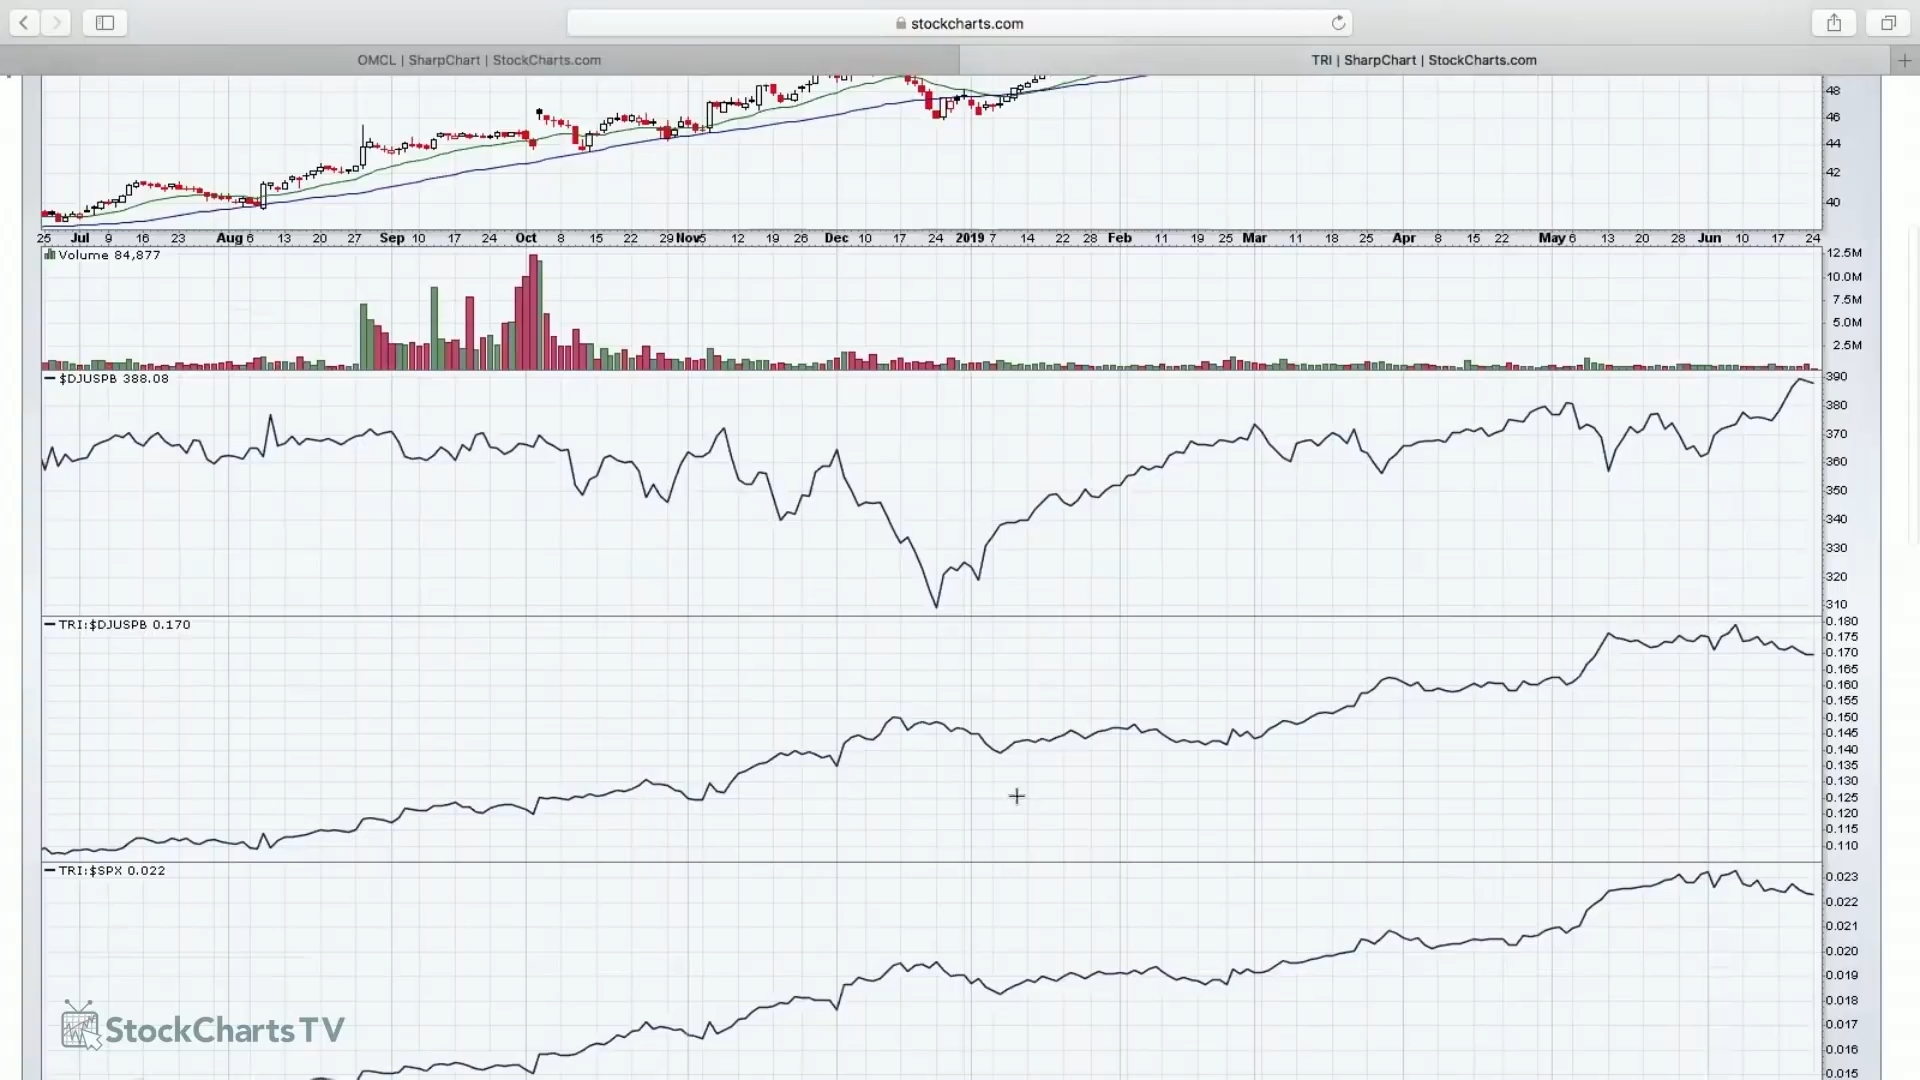 stockcharts.com
OMCL | SharpChart | StockCharts.com
TRI | SharpChart | StockCharts.com
48
46
44
42
40
25 Jul 9 16 23 Aug 6 13 20 27 Sep 10 17 24 Oct 8 15 22 29 Nov 5 12 19 26 Dec 10 17 24 2019 7 14 22 28 Feb 11 19 25 Mar 11 18 25 Apr 8 15 22 May 6 13 20 28 Jun 10 17 24
Volume 84,877
12.5M
10.0M
7.5M
5.0M
2.5M
$DJUSPB 388.08
390
380
370
360
350
340
330
320
310
TRI:$DJUSPB 0.170
0.180
0.175
0.170
0.165
0.160
0.155
0.150
0.145
0.140
0.135
0.130
0.125
0.120
0.115
0.110
TRI:$SPX 0.022
0.023
0.022
0.021
0.020
0.019
0.018
0.017
0.016
0.015
StockChartsTV